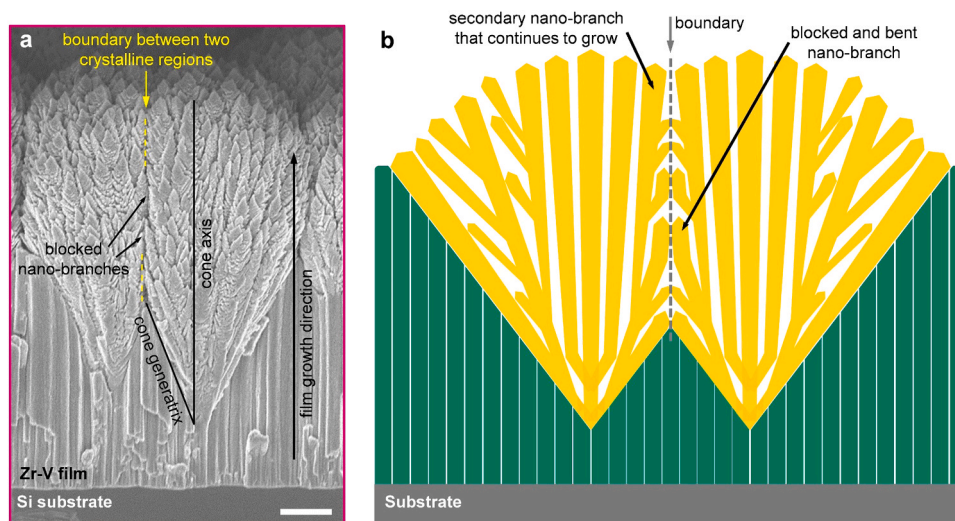 a
boundary between two
crystalline regions
blocked
nano-branches
cone axis
cone generatrix
film growth direction
Zr-V film
Si substrate
b
secondary nano-branch
that continues to grow
boundary
blocked and bent
nano-branch
Substrate